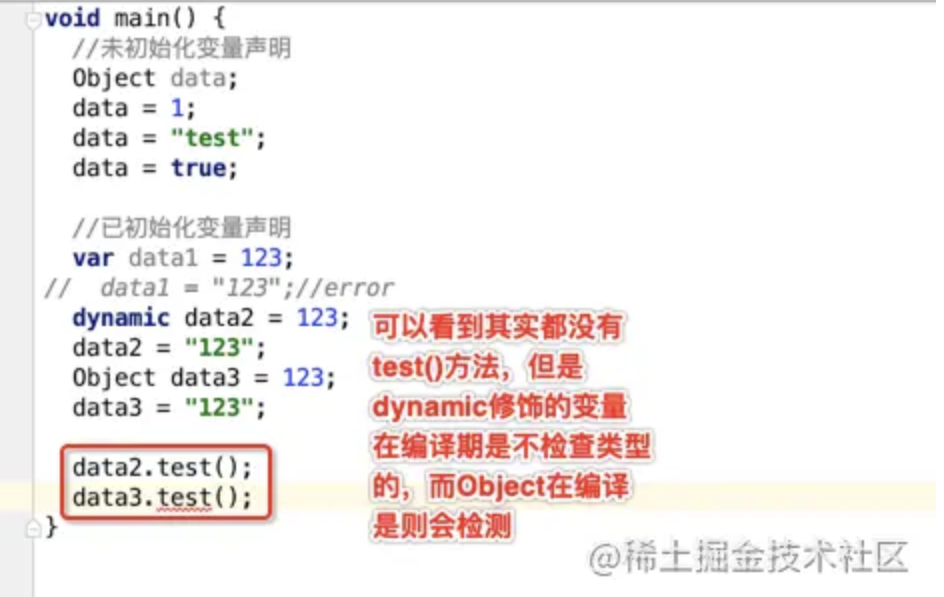 void main() {
//未初始化变量声明
Object data;
data = 1;
data = "test";
data = true;
//已初始化变量声明
var data1 = 123;
//  data1 = "123";//error
dynamic data2 = 123;
data2 = "123";
Object data3 = 123;
data3 = "123";
可以看到其实都没有
test()方法，但是
dynamic修饰的变量
在编译期是不检查类型
的，而Object在编译
是则会检测
data2.test();
data3.test();
}
@稀土掘金技术社区